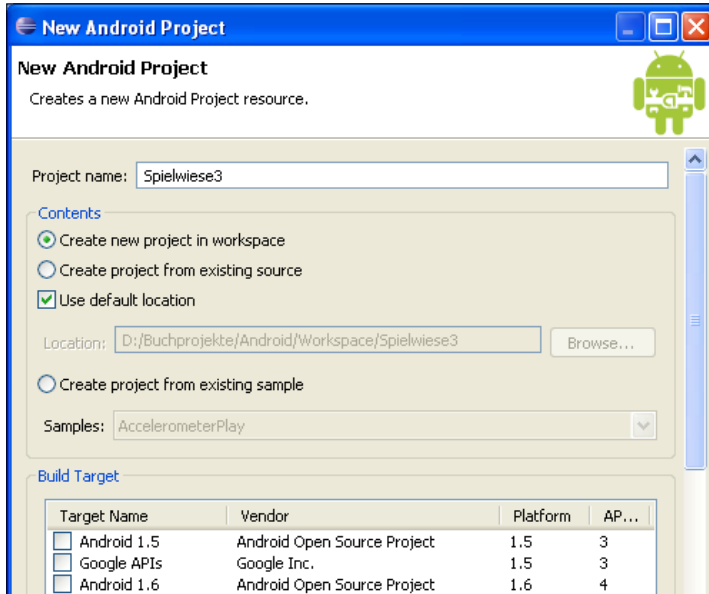 New Android Project
New Android Project
Creates a new Android Project resource.
Project name: Spielwiese3
Contents
Create new project in workspace
Create project from existing source
Use default location
Location: D:/Buchprojekte/Android/Workspace/Spielwiese3 Browse...
Create project from existing sample
Samples: AccelerometerPlay
Build Target
Target Name Vendor Platform AP...
Android 1.5 Android Open Source Project 1.5 3
Google APIs Google Inc. 1.5 3
Android 1.6 Android Open Source Project 1.6 4